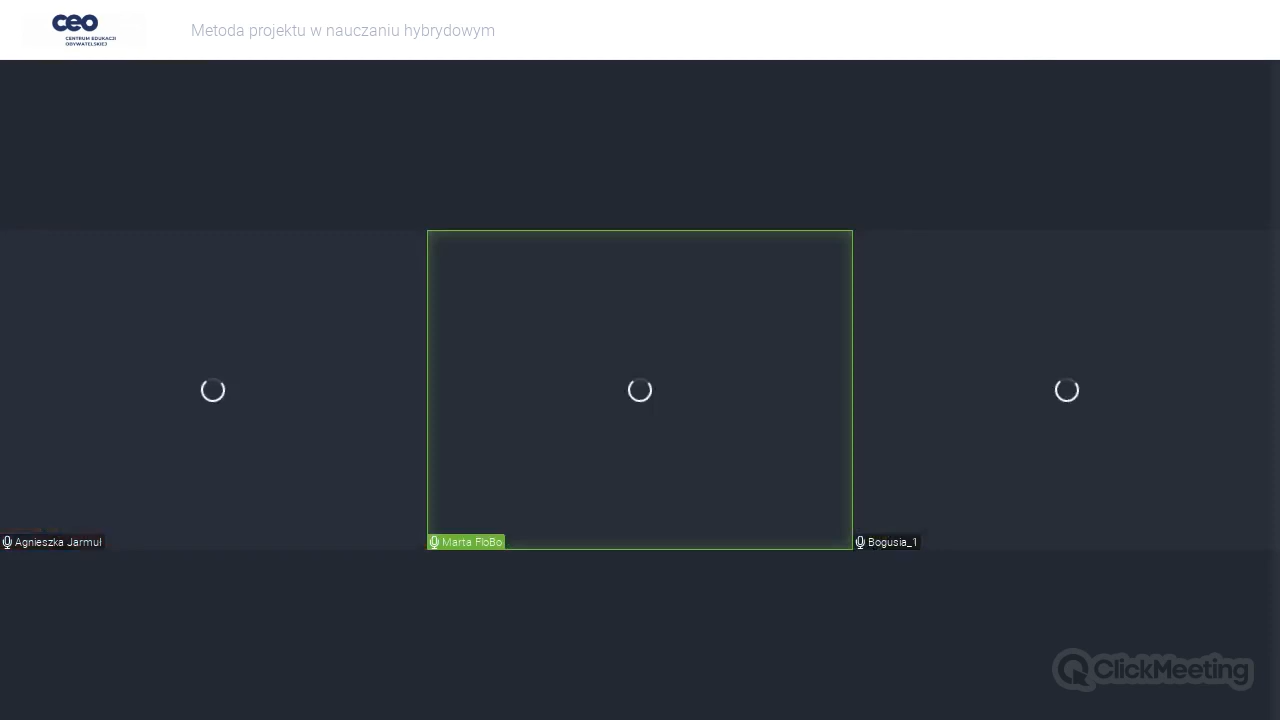 ceo
CENTRUM EDUKACJI
OBYWATELSKIEJ
Metoda projektu w nauczaniu hybrydowym
Agnieszka Jarmuł
Marta FloBo
Bogusia_1
ClickMeeting